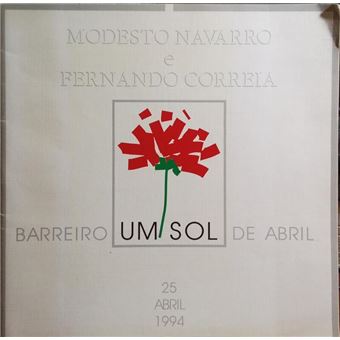 MODESTO NAVARRO
e
FERNANDO CORREIA
BARREIRO UM SOL DE ABRIL
25
ABRIL
1994